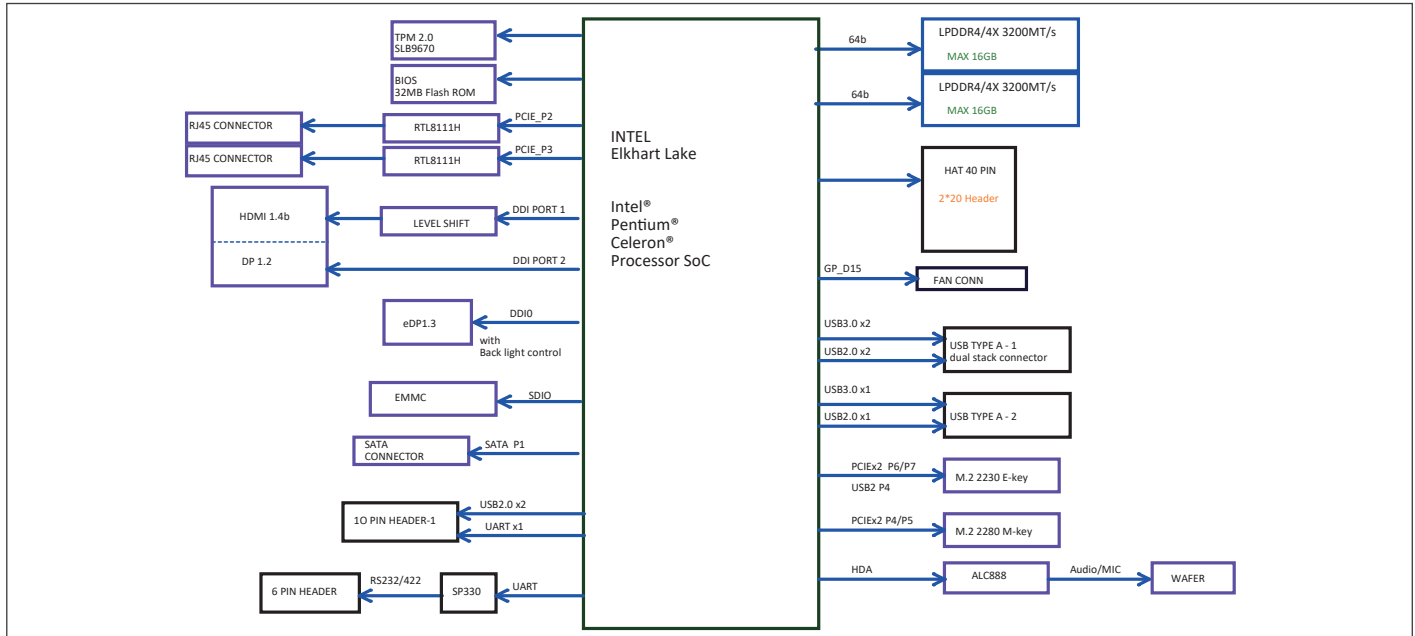 TPM 2.0
SLB9670
BIOS
32MB Flash ROM
RJ45 CONNECTOR
RTL8111H
PCIE_P2
RJ45 CONNECTOR
RTL8111H
PCIE_P3
HDMI 1.4b
LEVEL SHIFT
DDI PORT 1
DP 1.2
DDI PORT 2
eDP1.3
DDI0
with
Back light control
EMMC
SDIO
SATA
CONNECTOR
SATA P1
1O PIN HEADER-1
USB2.0 x2
UART x1
6 PIN HEADER
RS232/422
SP330
UART
INTEL
Elkhart Lake
Intel®
Pentium®
Celeron®
Processor SoC
64b
LPDDR4/4X 3200MT/s
MAX 16GB
64b
LPDDR4/4X 3200MT/s
MAX 16GB
HAT 40 PIN
2*20 Header
GP_D15
FAN CONN
USB3.0 x2
USB2.0 x2
USB TYPE A - 1
dual stack connector
USB3.0 x1
USB2.0 x1
USB TYPE A - 2
PCIEx2 P6/P7
USB2 P4
M.2 2230 E-key
PCIEx2 P4/P5
M.2 2280 M-key
HDA
ALC888
Audio/MIC
WAFER